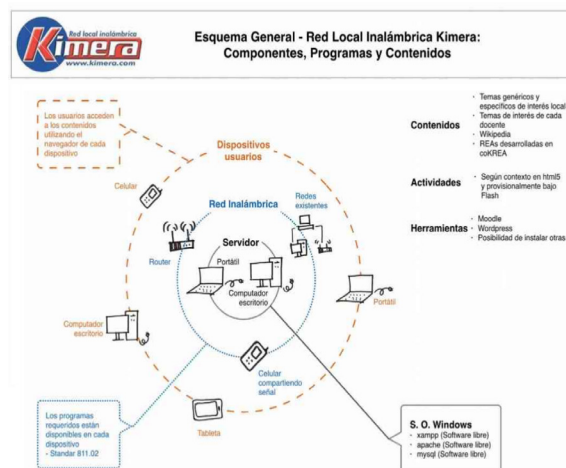 Red local inalámbrica
Kimera
www.kimera.com
Esquema General - Red Local Inalámbrica Kimera:
Componentes, Programas y Contenidos
Los usuarios acceden
a los contenidos
utilizando el
navegador de cada
dispositivo
Dispositivos
usuarios
Celular
Red Inalámbrica
Redes
existentes
Router
Servidor
Portátil
Computador
escritorio
Portátil
Computador
escritorio
Celular
compartiendo
señal
Tableta
Los programas
requeridos están
disponibles en cada
dispositivo
- Standar 811.02
Contenidos
· Temas genéricos y
específicos de interés local
· Temas de interés de cada
docente
· Wikipedia
· REAs desarrolladas en
coKREA
Actividades
· Según contexto en html5
y provisionalmente bajo
Flash
Herramientas
· Moodle
· Wordpress
· Posibilidad de instalar otras
S. O. Windows
· xampp (Software libre)
· apache (Software libre)
· mysql (Software libre)